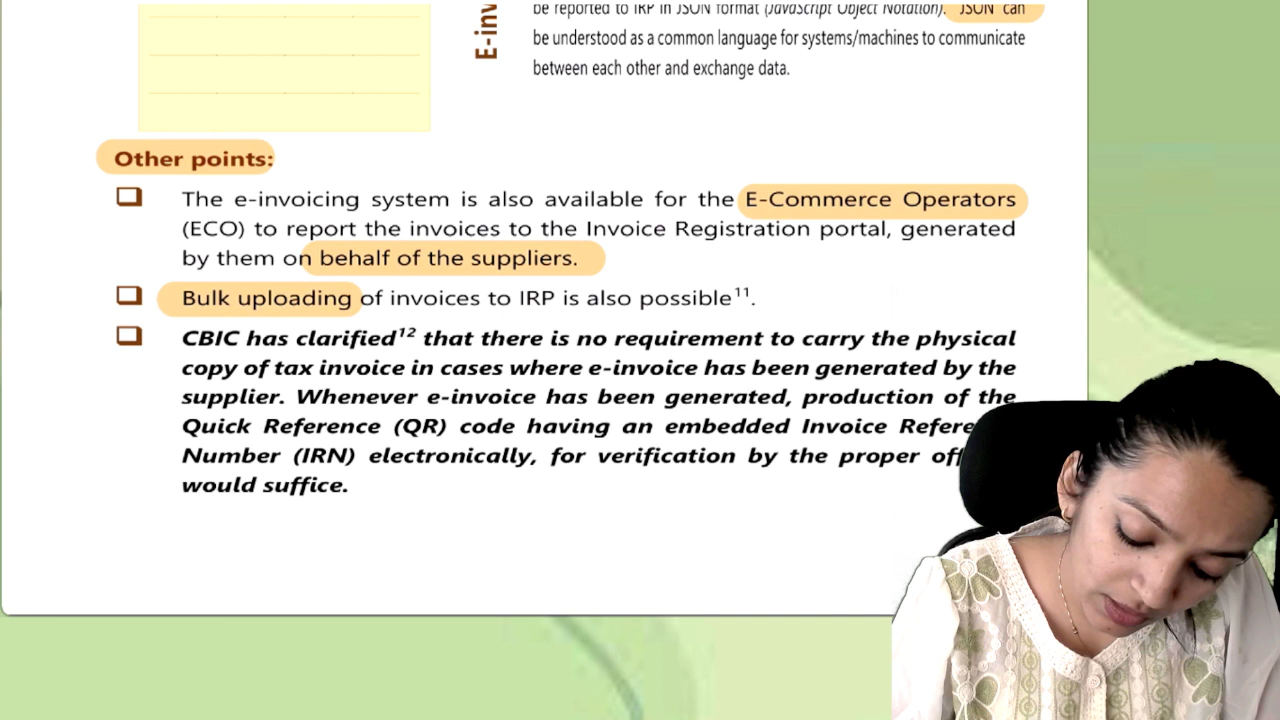 E-inv
be reported to IRP in JSON format (JavaScript Object Notation). JSON can
be understood as a common language for systems/machines to communicate
between each other and exchange data.
Other points:
The e-invoicing system is also available for the E-Commerce Operators
(ECO) to report the invoices to the Invoice Registration portal, generated
by them on behalf of the suppliers.
Bulk uploading of invoices to IRP is also possible11.
CBIC has clarified12 that there is no requirement to carry the physical
copy of tax invoice in cases where e-invoice has been generated by the
supplier. Whenever e-invoice has been generated, production of the
Quick Reference (QR) code having an embedded Invoice Refere
Number (IRN) electronically, for verification by the proper off
would suffice.